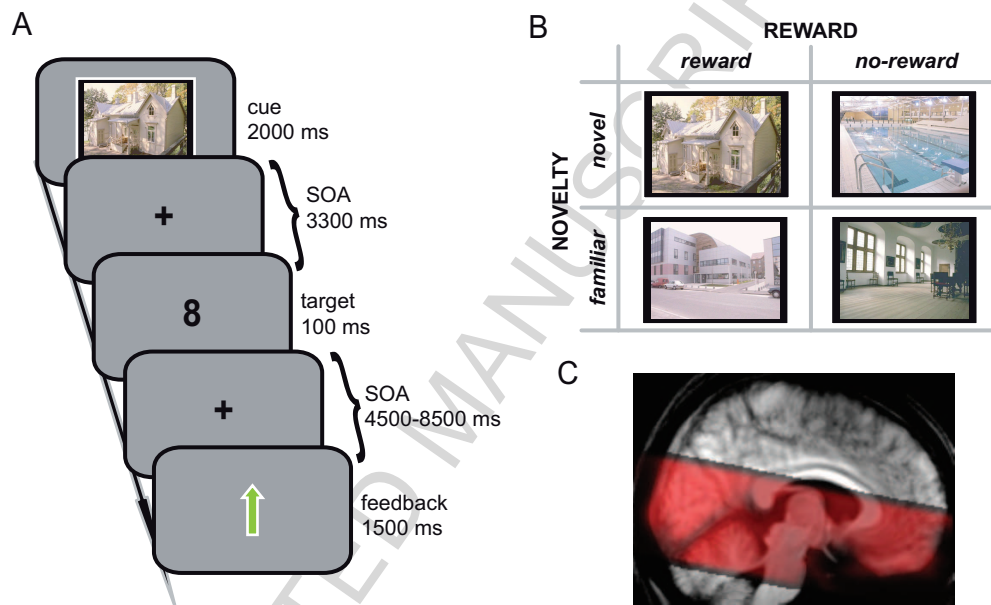 A
cue
2000 ms
+
SOA
3300 ms
8
target
100 ms
+
SOA
4500-8500 ms
feedback
1500 ms
B
REWARD
reward
no-reward
NOVELTY
novel
familiar
C